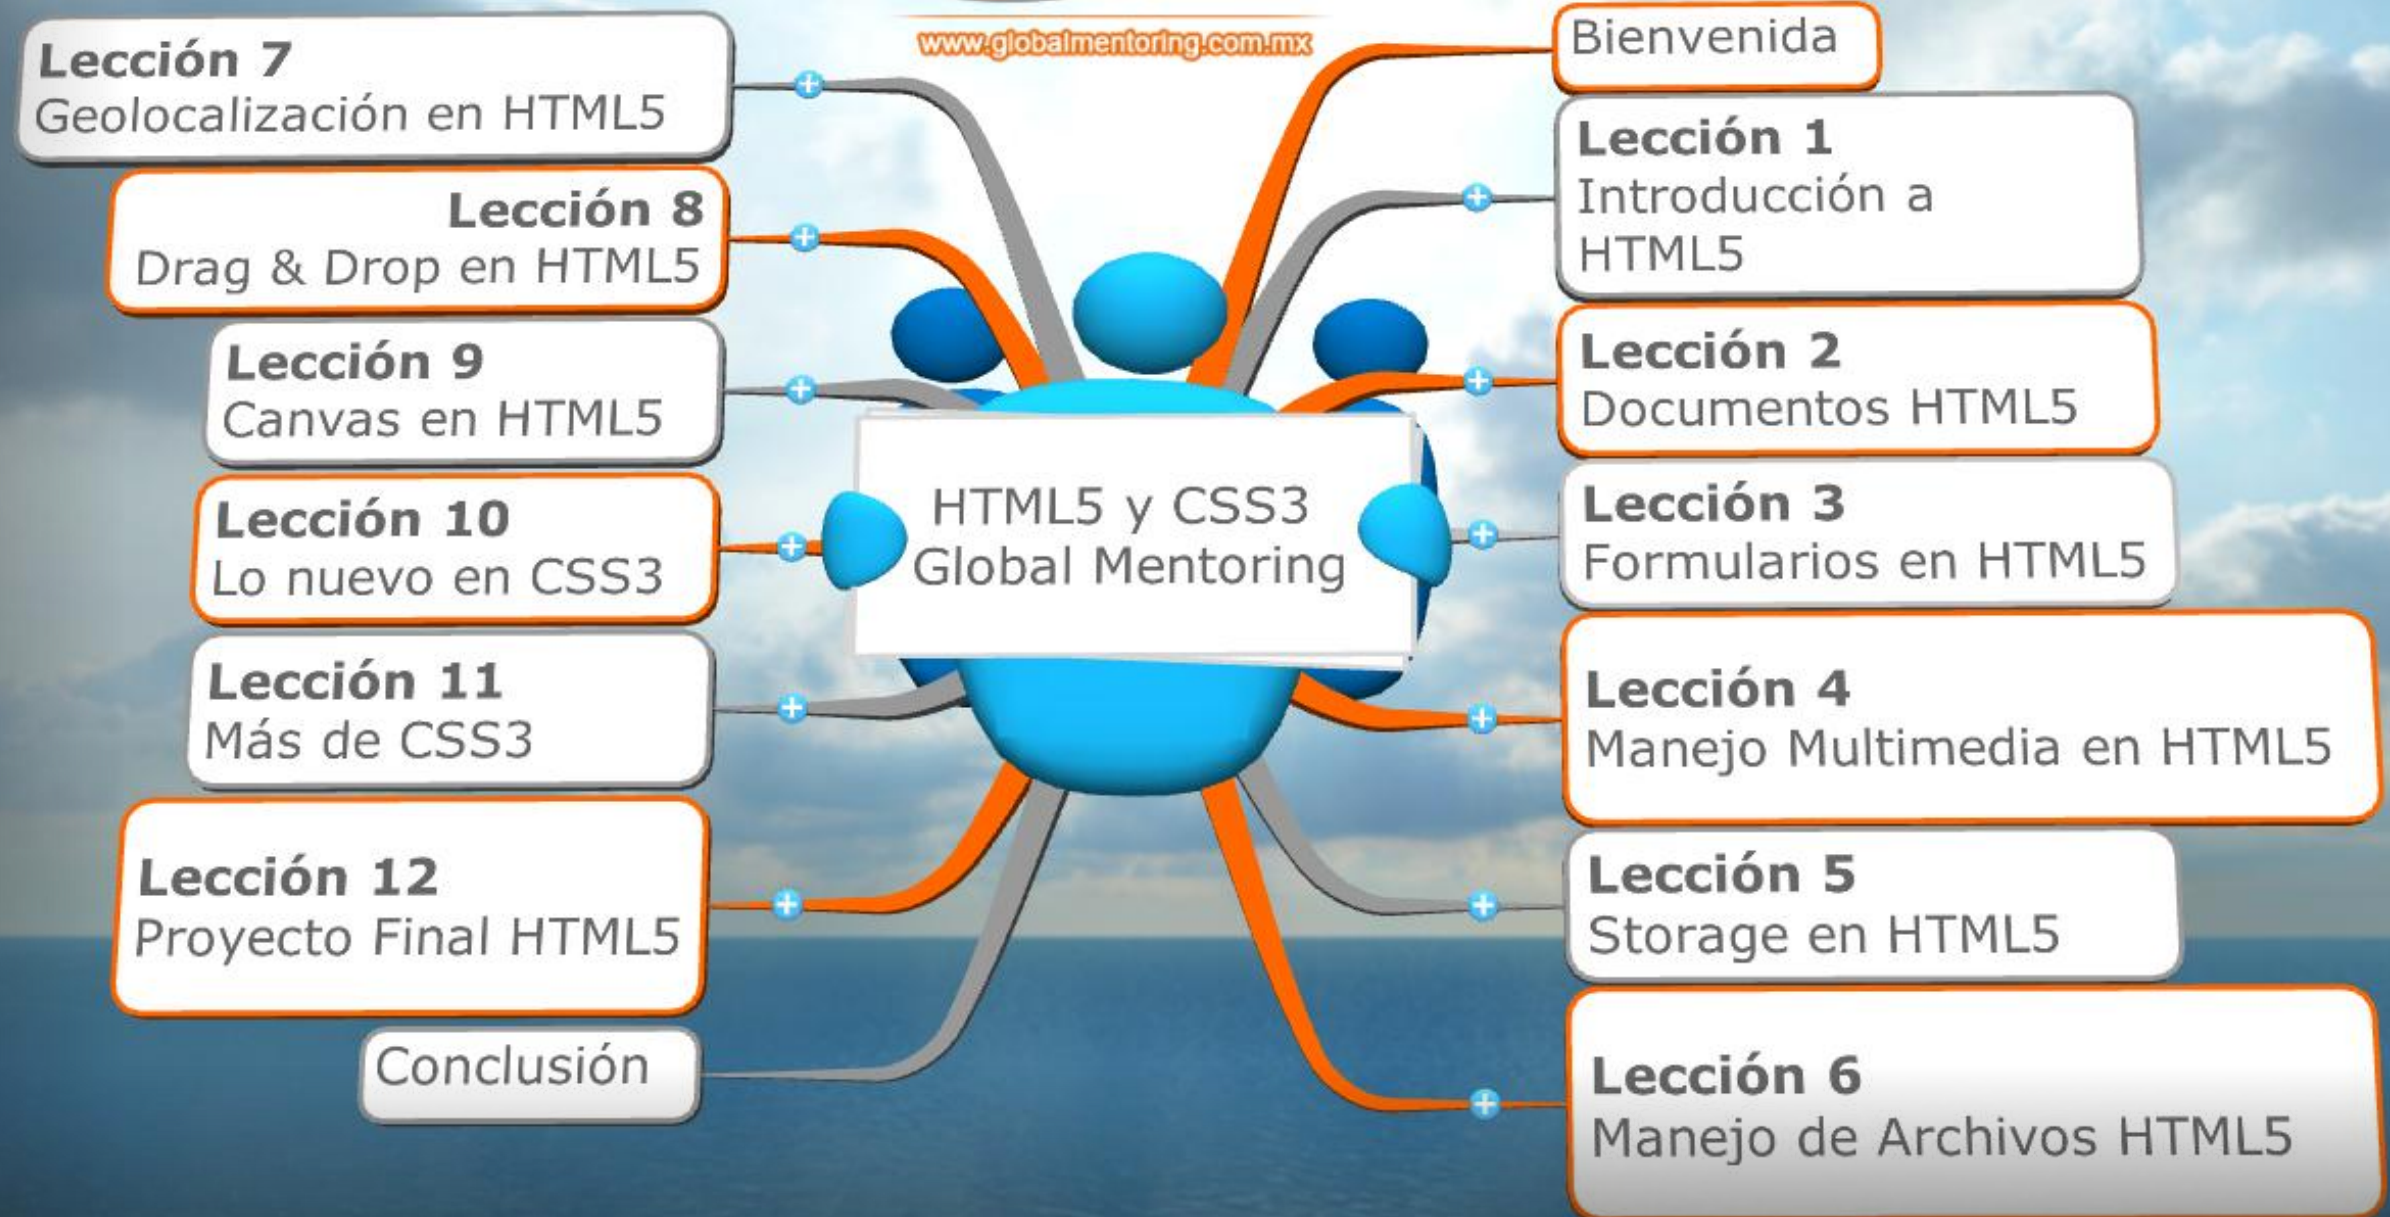 www.globalmentoring.com.mx
HTML5 y CSS3
Global Mentoring
Bienvenida
Lección 1
Introducción a
HTML5
Lección 2
Documentos HTML5
Lección 3
Formularios en HTML5
Lección 4
Manejo Multimedia en HTML5
Lección 5
Storage en HTML5
Lección 6
Manejo de Archivos HTML5
Lección 7
Geolocalización en HTML5
Lección 8
Drag & Drop en HTML5
Lección 9
Canvas en HTML5
Lección 10
Lo nuevo en CSS3
Lección 11
Más de CSS3
Lección 12
Proyecto Final HTML5
Conclusión